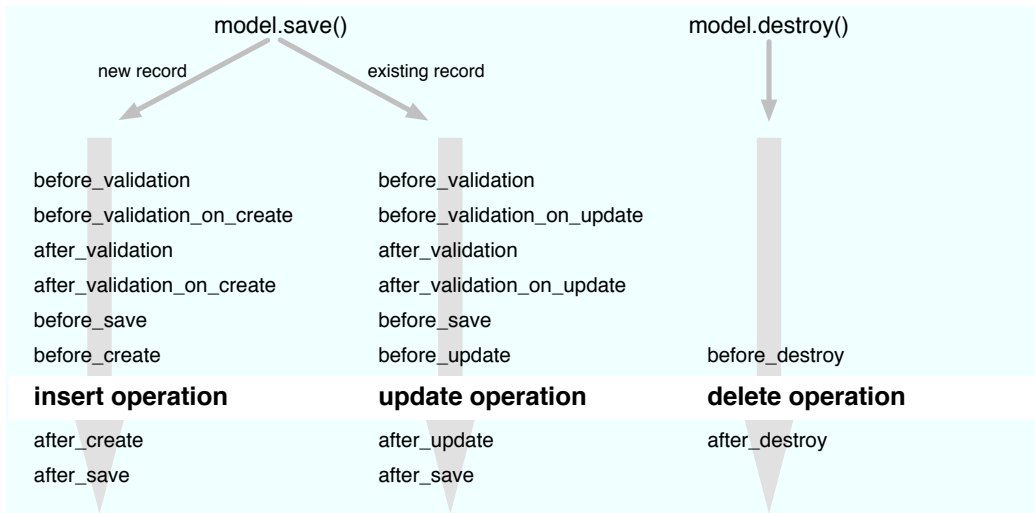 model.save()
model.destroy()
new record
existing record
before_validation
before_validation_on_create
after_validation
after_validation_on_create
before_save
before_create
insert operation
after_create
after_save
before_validation
before_validation_on_update
after_validation
after_validation_on_update
before_save
before_update
update operation
after_update
after_save
before_destroy
delete operation
after_destroy